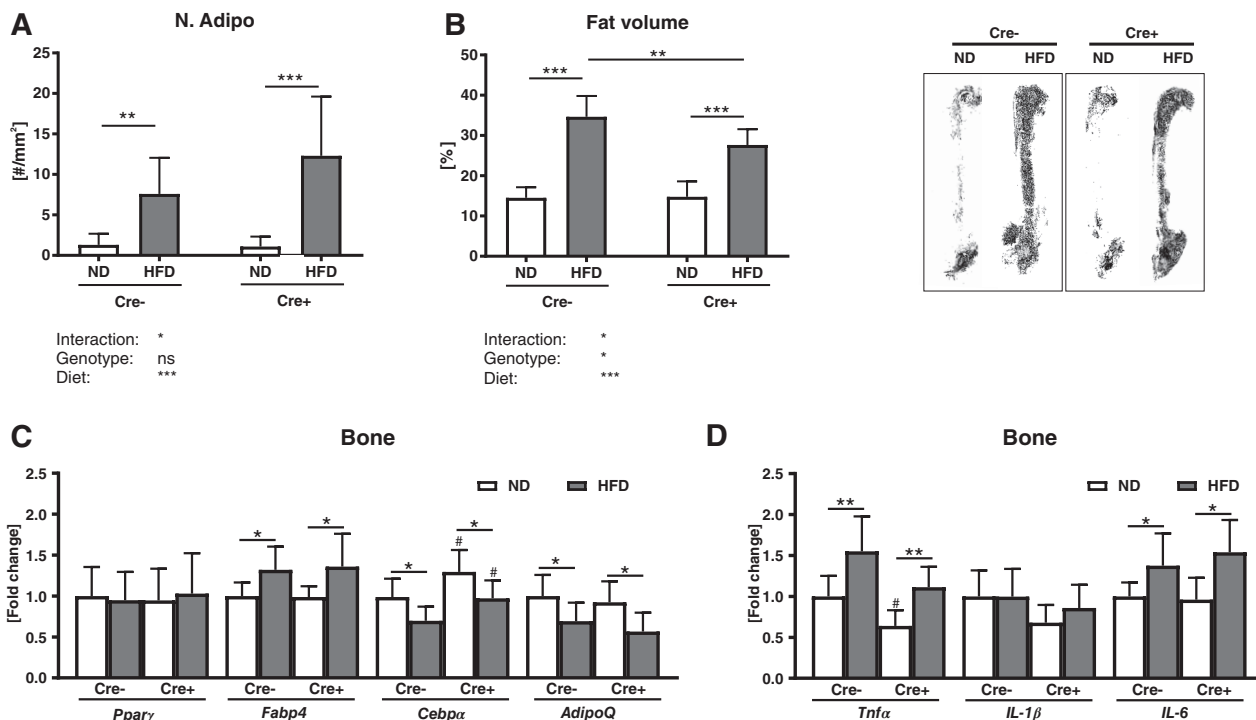 A
N. Adipo
25
20
15
10
5
0
[#/mm²]
**
***
ND
HFD
ND
HFD
Cre-
Cre+
Interaction: *
Genotype: ns
Diet: ***
B
Fat volume
50
40
30
20
10
0
[%]
***
**
***
ND
HFD
ND
HFD
Cre-
Cre+
Interaction: *
Genotype: *
Diet: ***
Cre-
Cre+
ND
HFD
ND
HFD
C
Bone
ND
HFD
2.5
2.0
1.5
1.0
0.5
0.0
[Fold change]
*
*
*
#
*
#
*
*
Cre-
Cre+
Cre-
Cre+
Cre-
Cre+
Cre-
Cre+
Pparγ
Fabp4
Cebpα
AdipoQ
D
Bone
ND
HFD
2.5
2.0
1.5
1.0
0.5
0.0
[Fold change]
**
#
**
*
*
Cre-
Cre+
Cre-
Cre+
Cre-
Cre+
Tnfα
IL-1β
IL-6